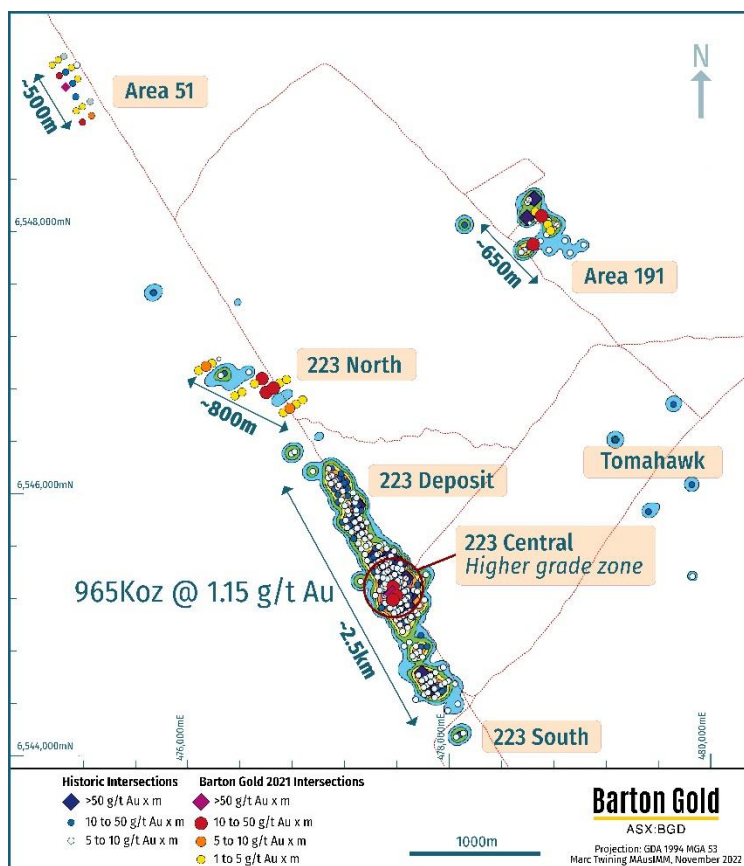 Area 51
N
~500m
6,548,000mN
~650m
Area 191
223 North
~800m
Tomahawk
223 Deposit
6,546,000mN
223 Central
Higher grade zone
965Koz @ 1.15 g/t Au
~2.5km
223 South
6,544,000mN
476,000mE
478,000mE
480,000mE
Historic Intersections
>50 g/t Au x m
10 to 50 g/t Au x m
5 to 10 g/t Au x m
Barton Gold 2021 Intersections
>50 g/t Au x m
10 to 50 g/t Au x m
5 to 10 g/t Au x m
1 to 5 g/t Au x m
1000m
Barton Gold
ASX:BGD
Projection: GDA 1994 MGA 53
Marc Twining MAusIMM, November